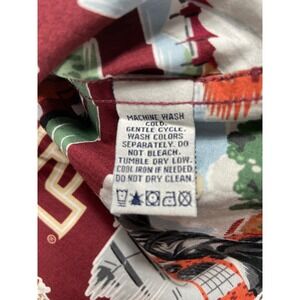 MACHINE WASH
COLD.
GENTLE CYCLE.
WASH COLORS
SEPARATELY. DO
NOT BLEACH.
TUMBLE DRY LOW.
COOL IRON IF NEEDED.
DO NOT DRY CLEAN.
®